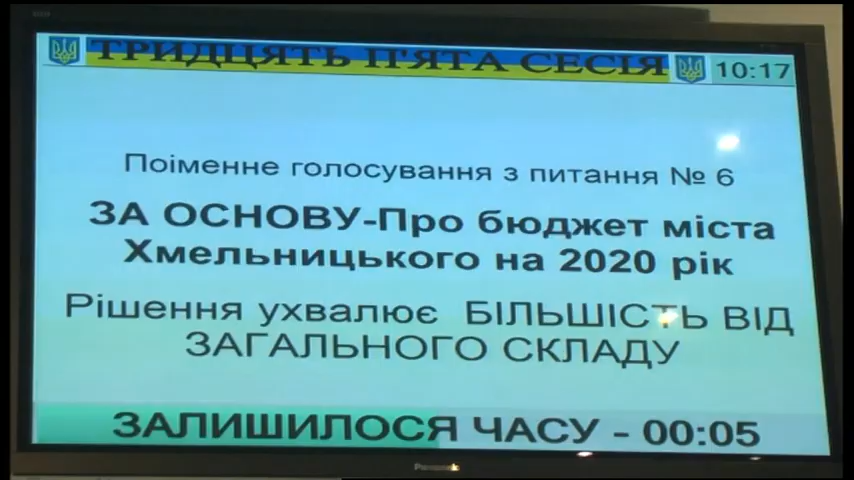 ТРИДЦЯТЬ П'ЯТА СЕСІЯ 10:17
Поіменне голосування з питання № 6
ЗА ОСНОВУ-Про бюджет міста
Хмельницького на 2020 рік
Рішення ухвалює БІЛЬШІСТЬ ВІД
ЗАГАЛЬНОГО СКЛАДУ
ЗАЛИШИЛОСЯ ЧАСУ - 00:05
Panasonic